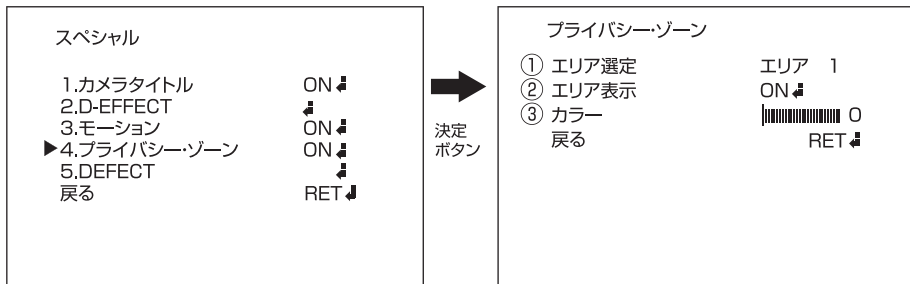 スペシャル
1.カメラタイトル ON
2.D-EFFECT
3.モーション ON
▶4.プライバシー・ゾーン ON
5.DEFECT
戻る RET
決定
ボタン
プライバシー・ゾーン
① エリア選定 エリア 1
② エリア表示 ON
③ カラー 0
戻る RET